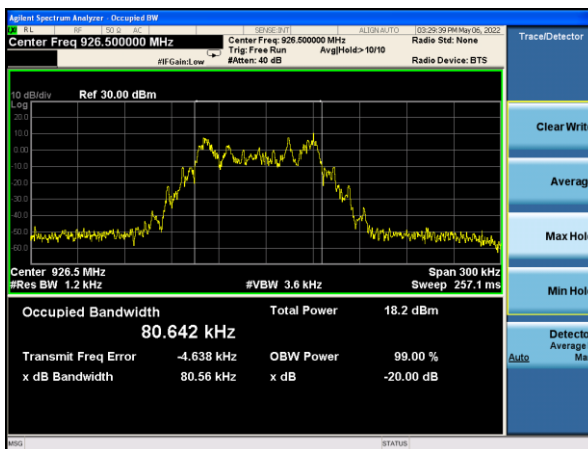 Agilent Spectrum Analyzer - Occupied BW
RL RF 50 Ω AC SENSE:INT ALIGN AUTO 03:29:39 PM May 06, 2022
Center Freq 926.500000 MHz Center Freq: 926.500000 MHz Radio Std: None Trace/Detector
Trig: Free Run Avg|Hold:> 10/10
#IFGain:Low #Atten: 40 dB Radio Device: BTS
10 dB/div Ref 30.00 dBm
Log
20.0
10.0
0.00
-10.0
-20.0
-30.0
-40.0
-50.0
-60.0
Clear Writ
Averag
Max Hol
Min Hol
Center 926.5 MHz Span 300 kHz
#Res BW 1.2 kHz #VBW 3.6 kHz Sweep 257.1 ms
Occupied Bandwidth Total Power 18.2 dBm
80.642 kHz
Transmit Freq Error -4.638 kHz OBW Power 99.00 %
x dB Bandwidth 80.56 kHz x dB -20.00 dB
Detecto
Average
Auto Ma
MSG STATUS